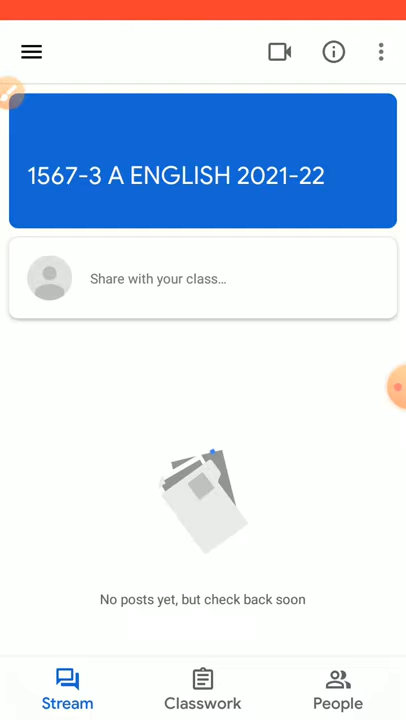 1567-3 A ENGLISH 2021-22
Share with your class...
No posts yet, but check back soon
Stream
Classwork
People